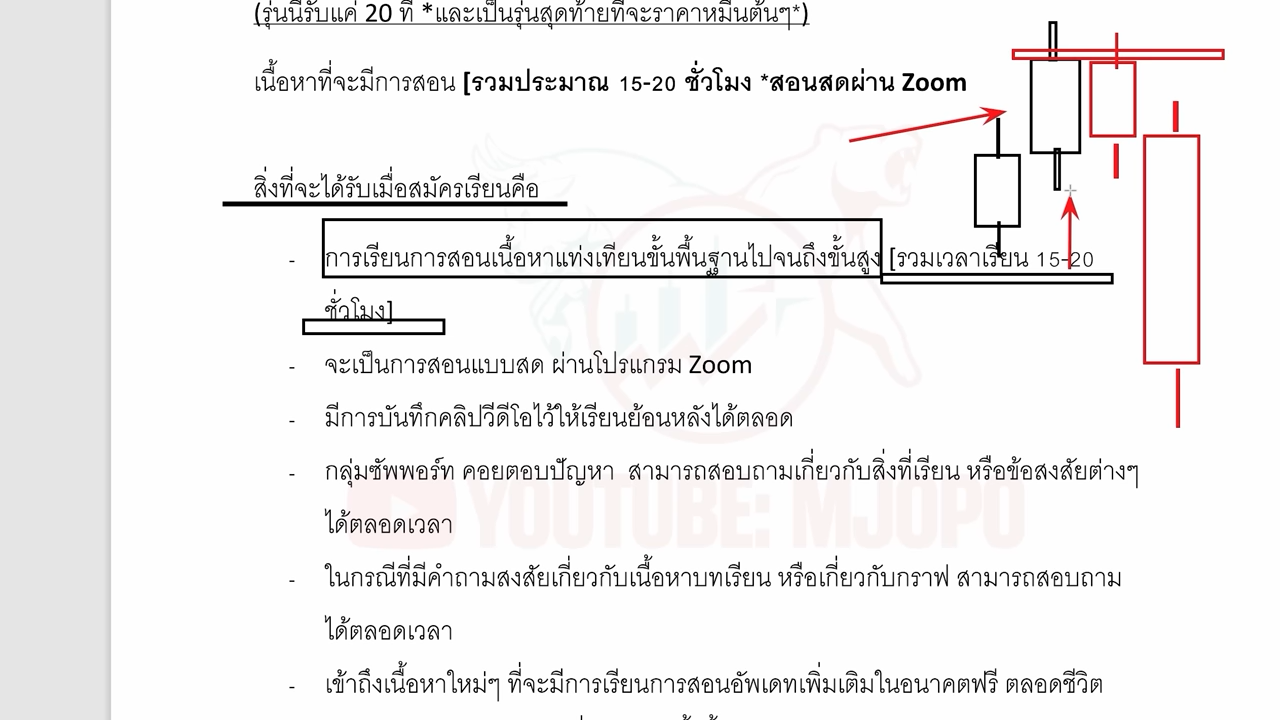 (รุ่นนี้รับแค่ 20 ที่ *และเป็นรุ่นสุดท้ายที่จะราคาหมื่นต้นๆ*)
เนื้อหาที่จะมีการสอน [รวมประมาณ 15-20 ชั่วโมง *สอนสดผ่าน Zoom
สิ่งที่จะได้รับเมื่อสมัครเรียนคือ
- การเรียนการสอนเนื้อหาแท่งเทียนขั้นพื้นฐานไปจนถึงขั้นสูง [รวมเวลาเรียน 15-20
ชั่วโมง]
- จะเป็นการสอนแบบสด ผ่านโปรแกรม Zoom
- มีการบันทึกคลิปวีดีโอไว้ให้เรียนย้อนหลังได้ตลอด
- กลุ่มซัพพอร์ท คอยตอบปัญหา สามารถสอบถามเกี่ยวกับสิ่งที่เรียน หรือข้อสงสัยต่างๆ
ได้ตลอดเวลา
YOUTUBE: MJOPO
- ในกรณีที่มีคำถามสงสัยเกี่ยวกับเนื้อหาบทเรียน หรือเกี่ยวกับกราฟ สามารถสอบถาม
ได้ตลอดเวลา
- เข้าถึงเนื้อหาใหม่ๆ ที่จะมีการเรียนการสอนอัพเดทเพิ่มเติมในอนาคตฟรี ตลอดชีวิต